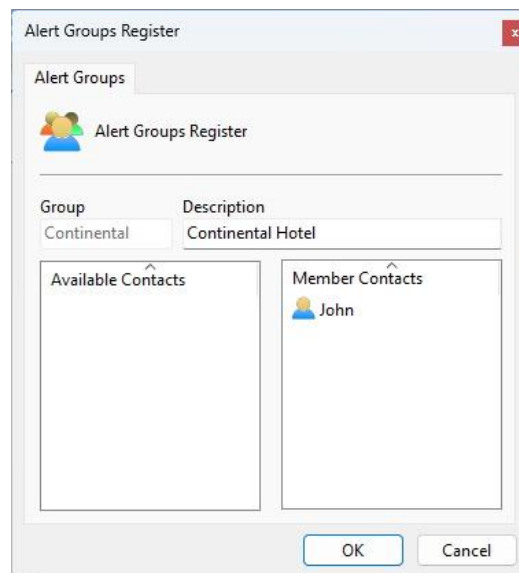 Alert Groups Register
x
Alert Groups
Alert Groups Register
Group Description
Continental Continental Hotel
Available Contacts Member Contacts
John
OK Cancel